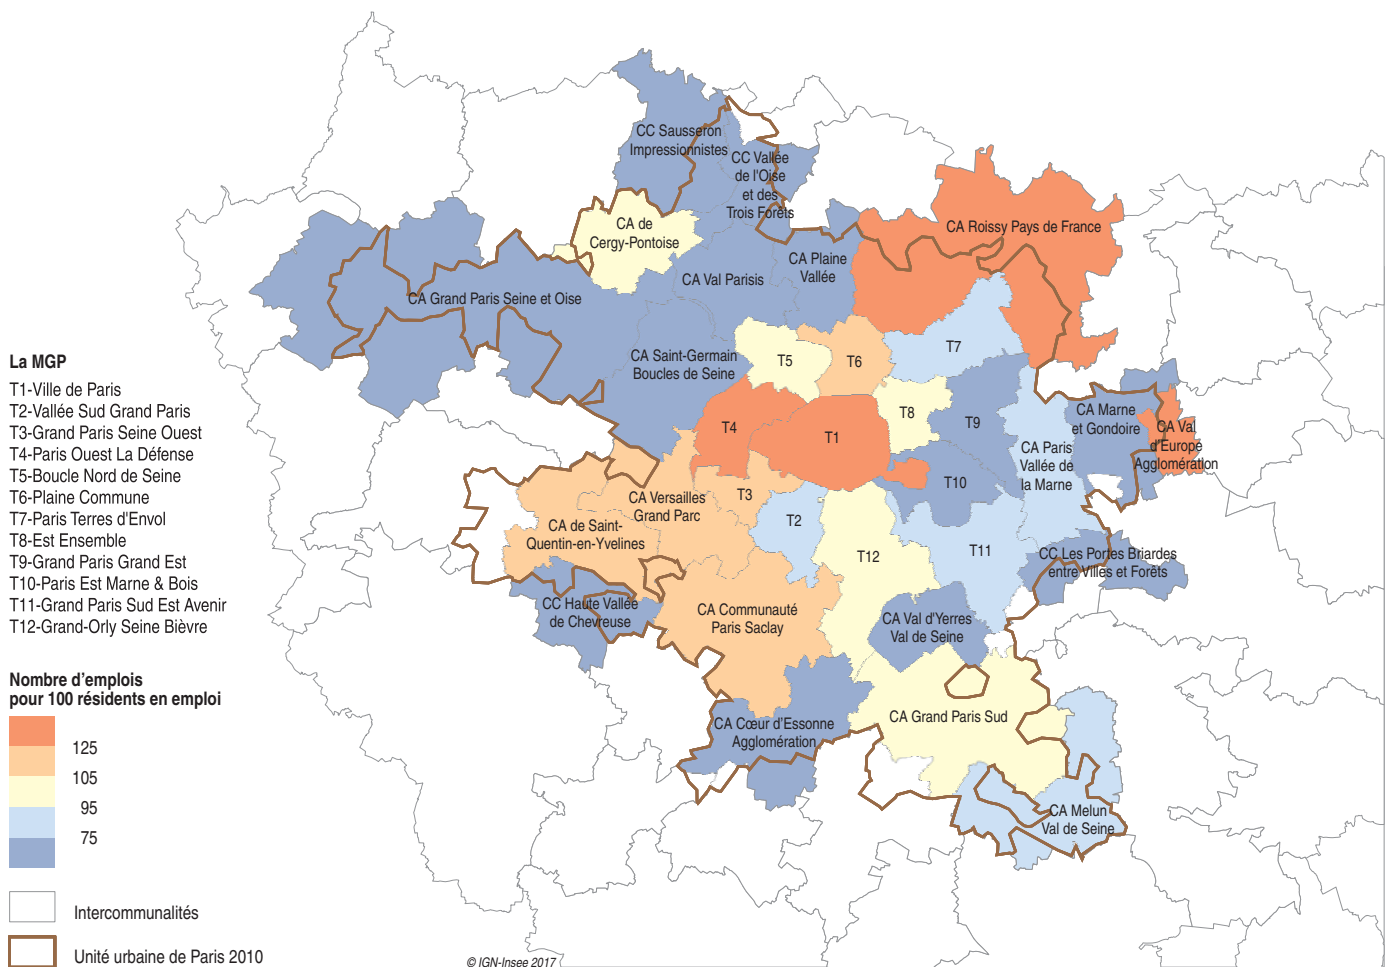 CC Sausseron
Impressionnistes
CC Vallée
de l'Oise
et des
Trois Forêts
CA de
Cergy-Pontoise
CA Roissy Pays de France
CA Plaine
Vallée
CA Val Parisis
CA Grand Paris Seine et Oise
CA Saint-Germain
Boucles de Seine
T5
T6
T7
T8
T9
T4
T1
CA Marne
et Gondoire
CA Val
d'Europe
Agglomération
CA Paris
Vallée de
la Marne
T10
T3
T2
CA Versailles
Grand Parc
CA de Saint-
Quentin-en-Yvelines
T12
T11
CC Les Portes Briardes
entre Villes et Forêts
CC Haute Vallée
de Chevreuse
CA Communauté
Paris Saclay
CA Val d'Yerres
Val de Seine
CA Cœur d'Essonne
Agglomération
CA Grand Paris Sud
CA Melun
Val de Seine
La MGP
T1-Ville de Paris
T2-Vallée Sud Grand Paris
T3-Grand Paris Seine Ouest
T4-Paris Ouest La Défense
T5-Boucle Nord de Seine
T6-Plaine Commune
T7-Paris Terres d'Envol
T8-Est Ensemble
T9-Grand Paris Grand Est
T10-Paris Est Marne & Bois
T11-Grand Paris Sud Est Avenir
T12-Grand-Orly Seine Bièvre
Nombre d'emplois
pour 100 résidents en emploi
125
105
95
75
Intercommunalités
Unité urbaine de Paris 2010
© IGN-Insee 2017